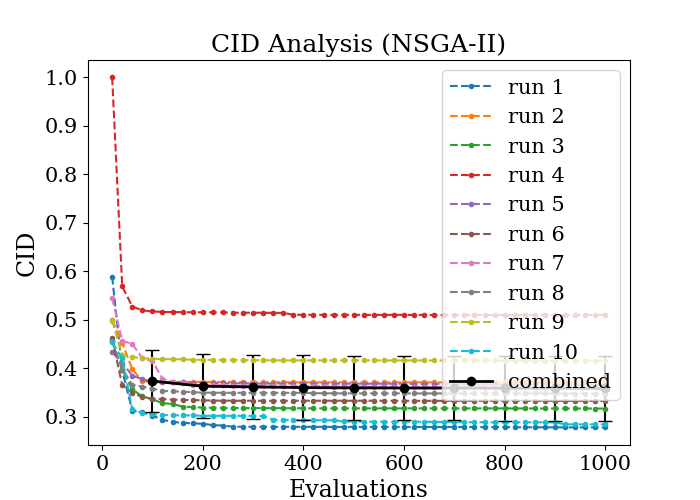 CID Analysis (NSGA-II)
1.0
0.9
0.8
0.7
0.6
0.5
0.4
0.3
CID
0
200
400
600
800
1000
Evaluations
run 1
run 2
run 3
run 4
run 5
run 6
run 7
run 8
run 9
run 10
combined